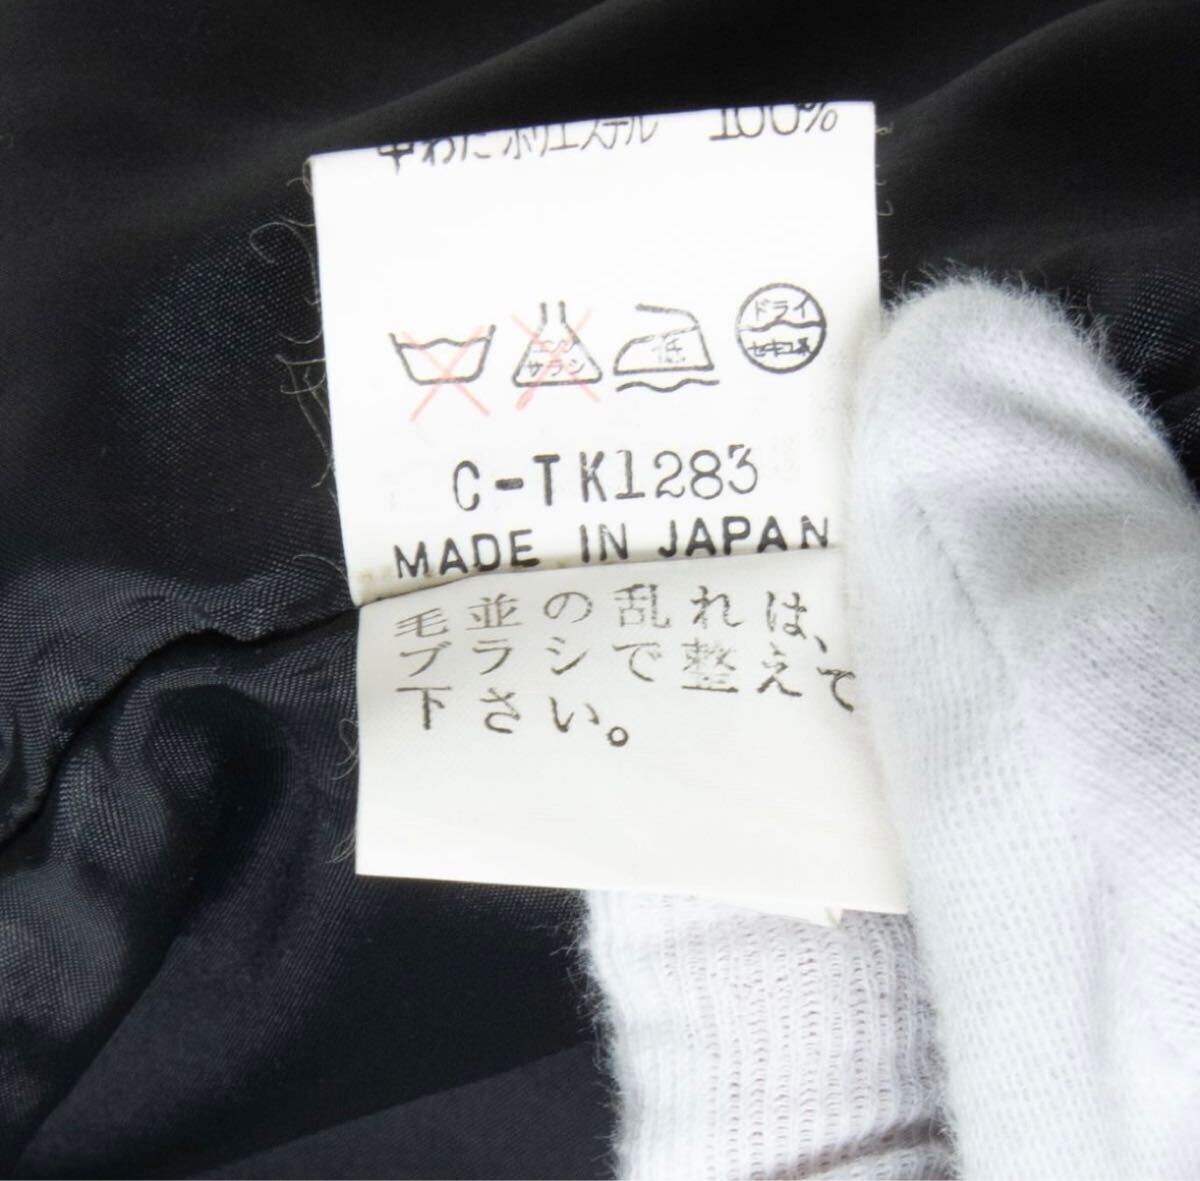 中わた ポリエステル 100%
エンソ サラシ
低
ドライ
セキユ系
C-TK1283
MADE IN JAPAN
毛並の乱れは、
ブラシで整えて
下さい。